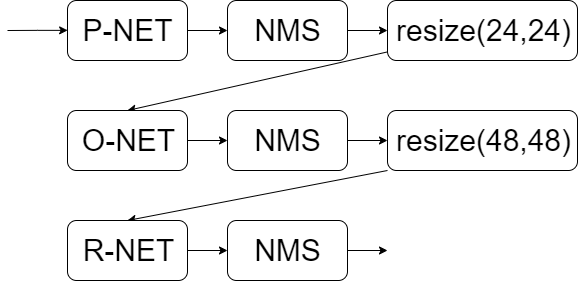 P-NET NMS resize(24,24)
O-NET NMS resize(48,48)
R-NET NMS